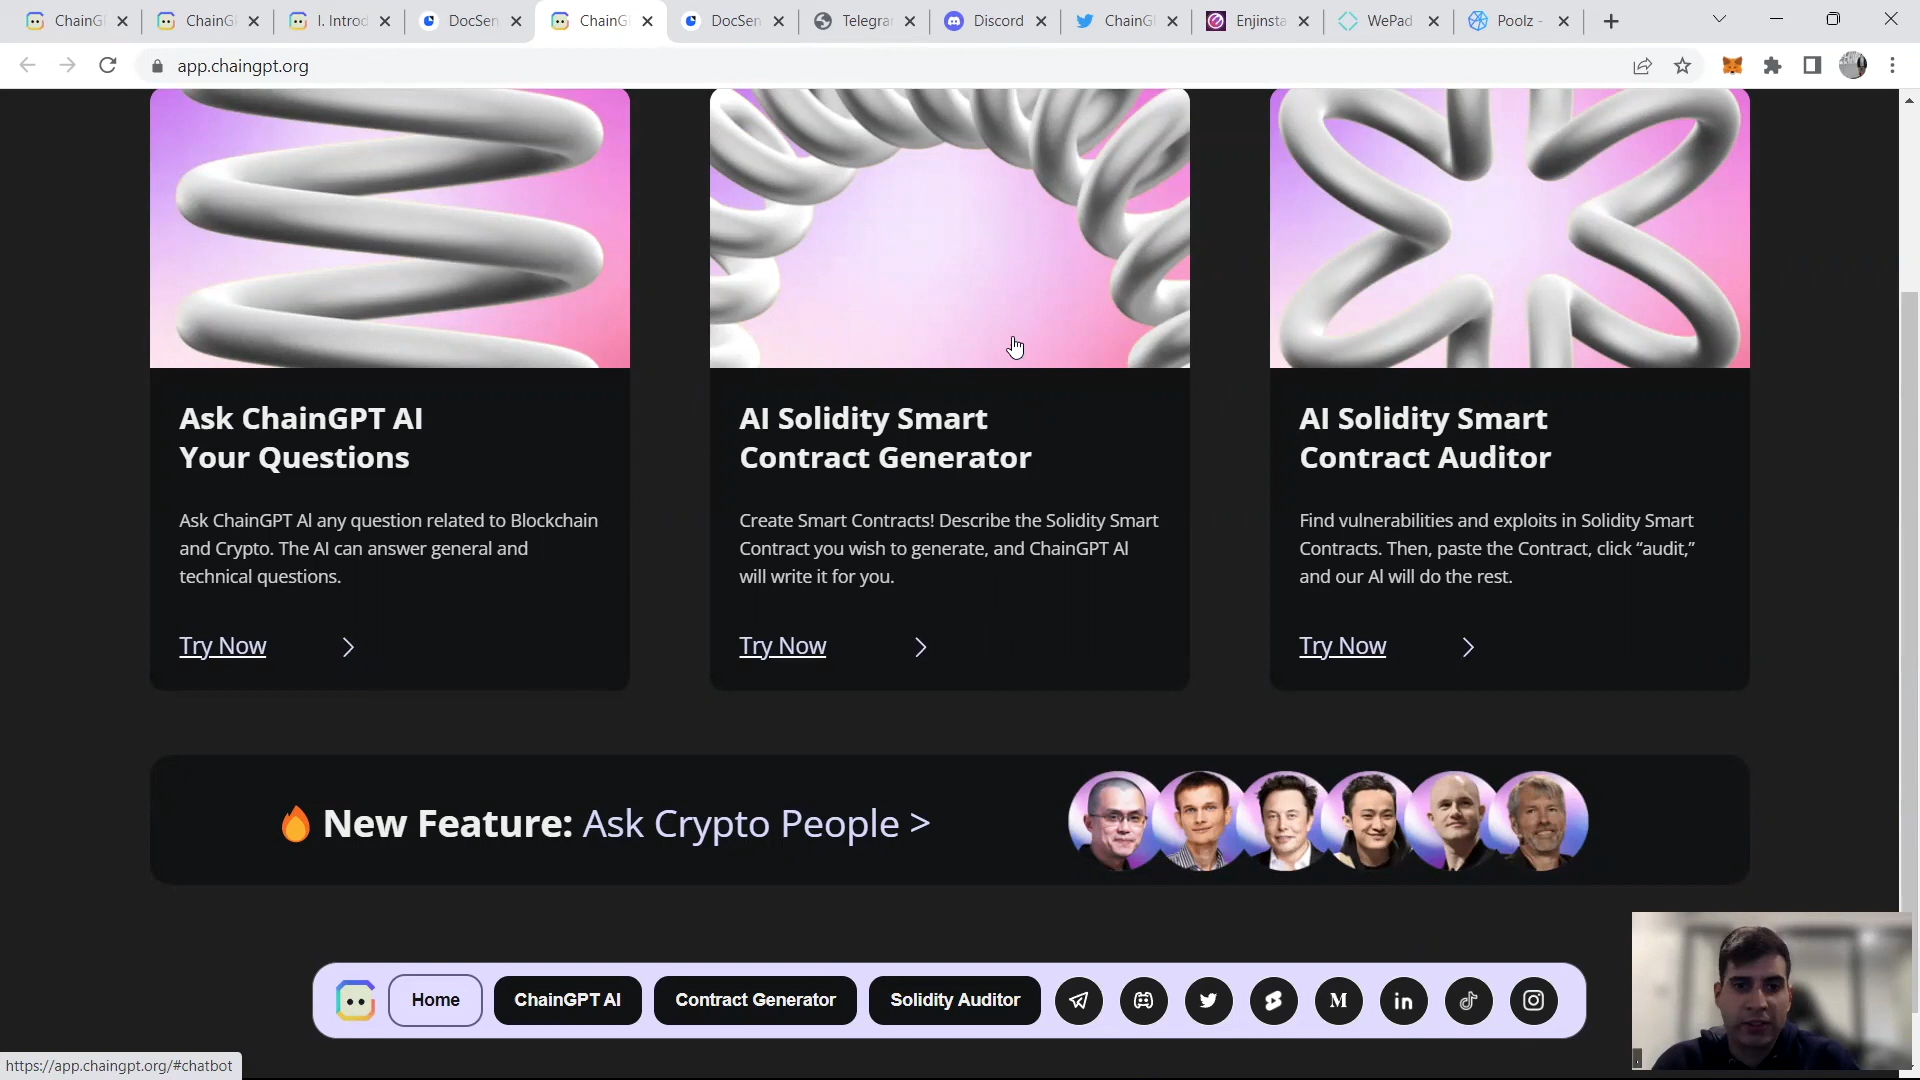 ChainG
ChainG
I. Introd
DocSen
ChainG
DocSen
Telegra
Discord
ChainG
Enjinsta
WePad
Poolz -
app.chaingpt.org
Ask ChainGPT AI
Your Questions
Ask ChainGPT AI any question related to Blockchain
and Crypto. The AI can answer general and
technical questions.
Try Now
AI Solidity Smart
Contract Generator
Create Smart Contracts! Describe the Solidity Smart
Contract you wish to generate, and ChainGPT AI
will write it for you.
Try Now
AI Solidity Smart
Contract Auditor
Find vulnerabilities and exploits in Solidity Smart
Contracts. Then, paste the Contract, click “audit,”
and our AI will do the rest.
Try Now
New Feature: Ask Crypto People >
Home
ChainGPT AI
Contract Generator
Solidity Auditor
M
in
https://app.chaingpt.org/#chatbot